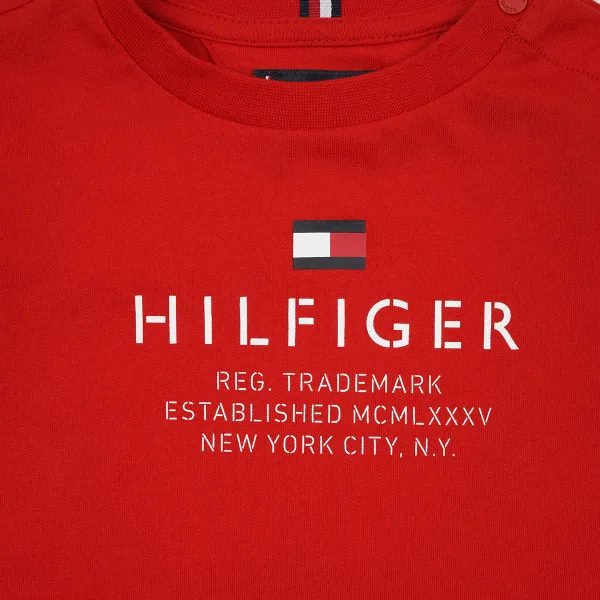 HILFIGER
REG. TRADEMARK
ESTABLISHED MCMLXXXV
NEW YORK CITY, N.Y.